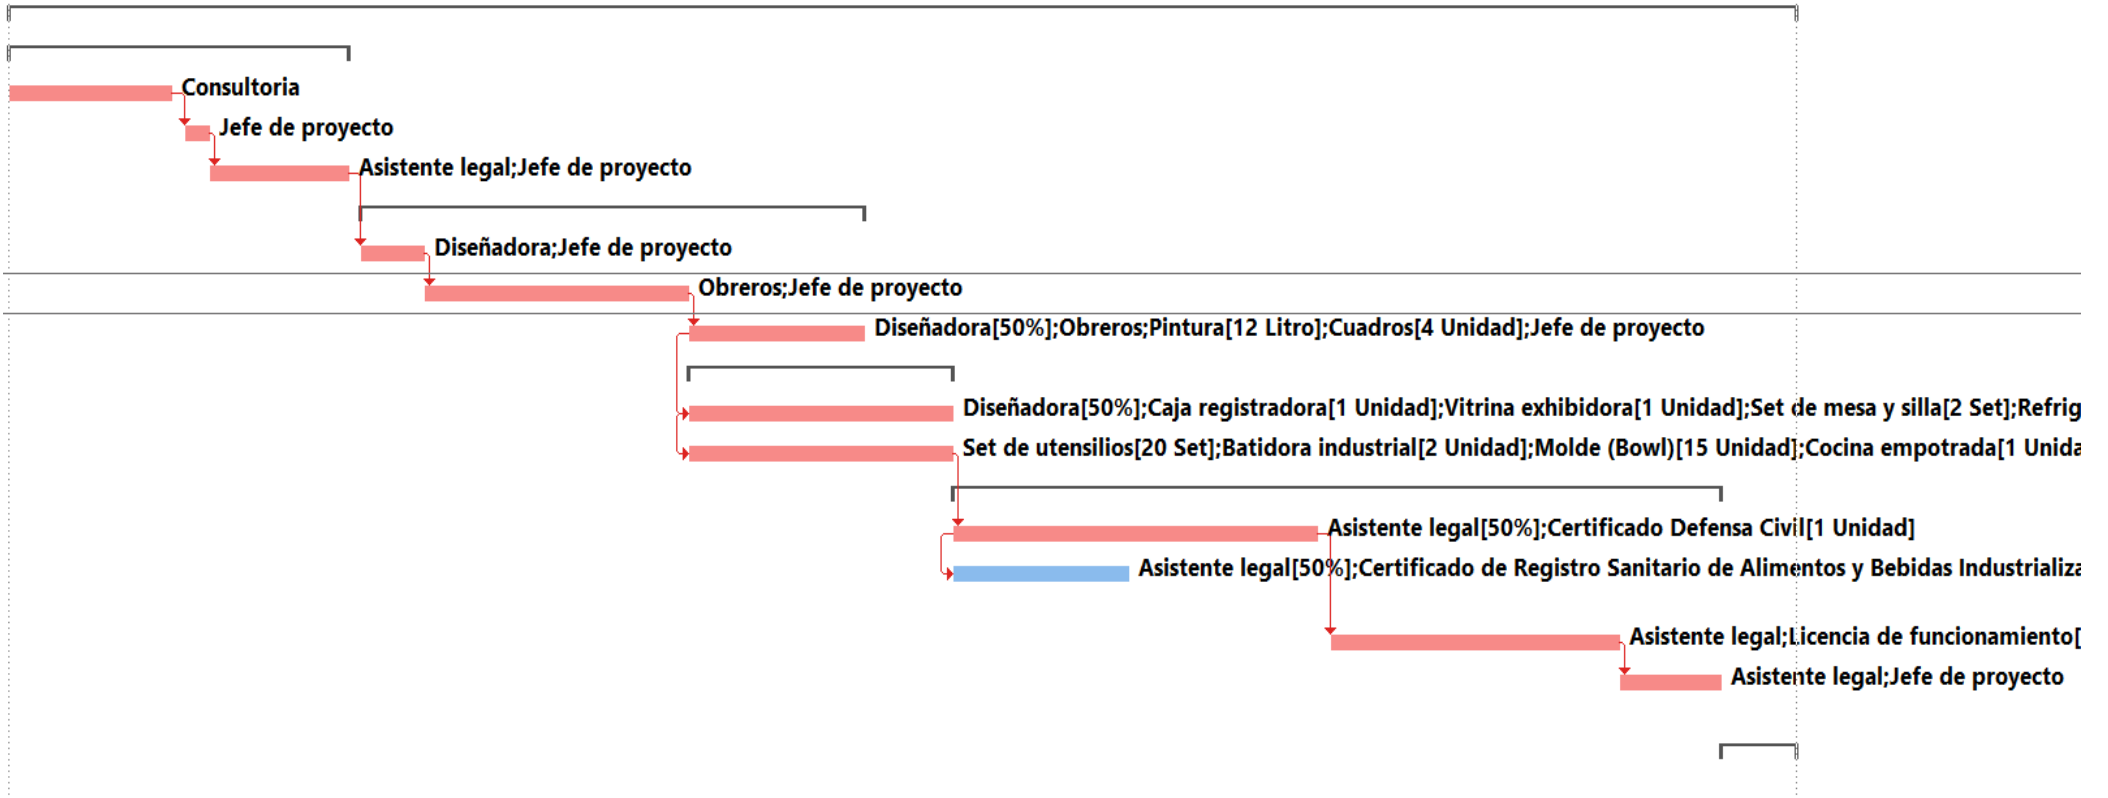 Consultoria
Jefe de proyecto
Asistente legal;Jefe de proyecto
Diseñadora;Jefe de proyecto
Obreros;Jefe de proyecto
Diseñadora[50%];Obreros;Pintura[12 Litro];Cuadros[4 Unidad];Jefe de proyecto
Diseñadora[50%];Caja registradora[1 Unidad];Vitrina exhibidora[1 Unidad];Set de mesa y silla[2 Set];Refrig
Set de utensilios[20 Set];Batidora industrial[2 Unidad];Molde (Bowl)[15 Unidad];Cocina empotrada[1 Unida
Asistente legal[50%];Certificado Defensa Civil[1 Unidad]
Asistente legal[50%];Certificado de Registro Sanitario de Alimentos y Bebidas Industrializa
Asistente legal;Licencia de funcionamiento[
Asistente legal;Jefe de proyecto